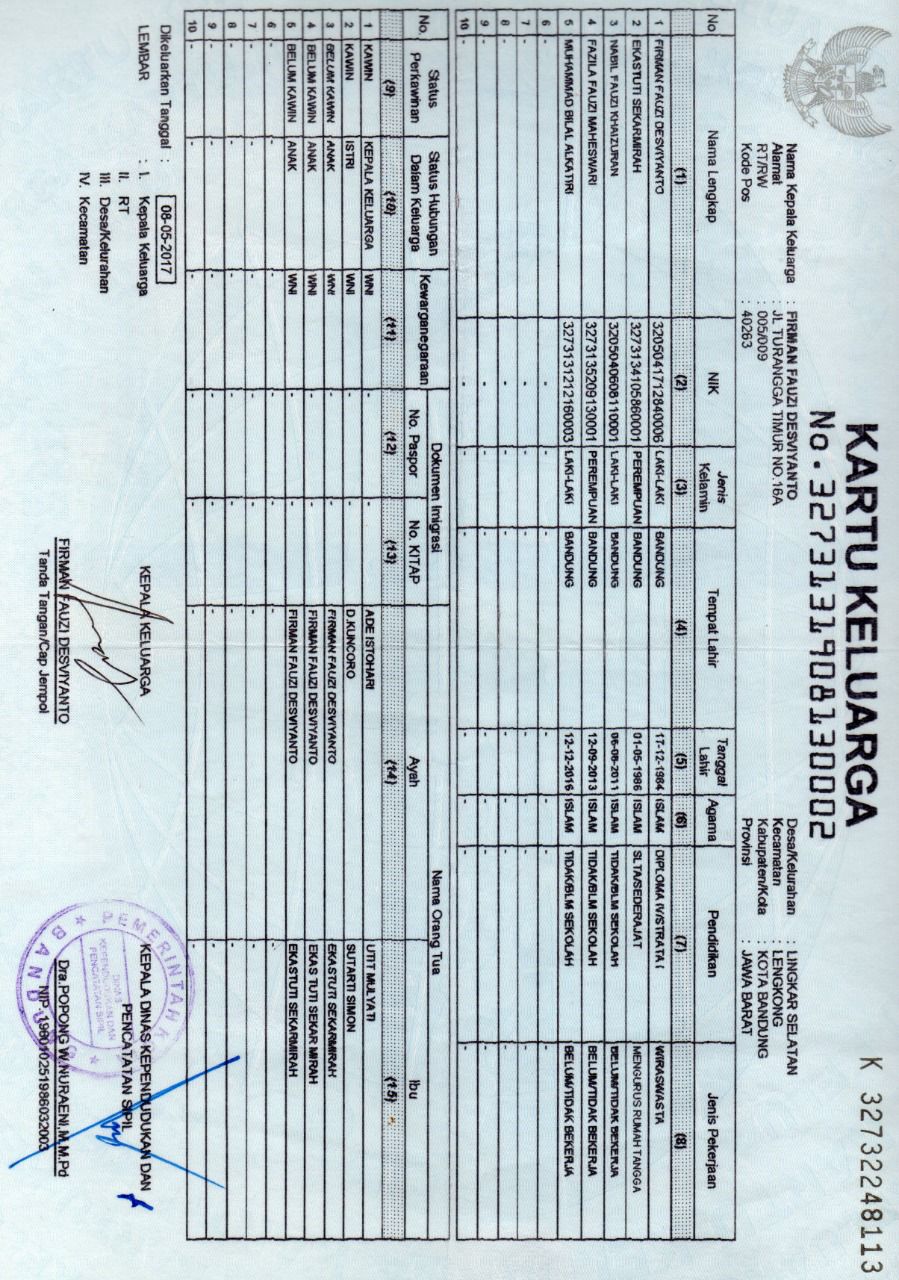 KARTU KELUARGA
K 32732248113
No.3273131908130002
Nama Kepala Keluarga : FIRMAN FAUZI DESVIYANTO
Alamat : JL TURANGGA TIMUR NO.16A
RT/RW : 005/009
Kode Pos : 40263
Desa/Kelurahan : LINGKAR SELATAN
Kecamatan : LENGKONG
Kabupaten/Kota : KOTA BANDUNG
Provinsi : JAWA BARAT
No Nama Lengkap NIK Jenis Kelamin Tempat Lahir Tanggal Lahir Agama Pendidikan Jenis Pekerjaan
(1) (2) (3) (4) (5) (6) (7) (8)
1 FIRMAN FAUZI DESVIYANTO 3205041712840006 LAKI-LAKI BANDUNG 17-12-1984 ISLAM DIPLOMA IV/STRATA I WIRASWASTA
2 EKASTUTI SEKARMIRAH 3273134105860001 PEREMPUAN BANDUNG 01-05-1986 ISLAM SLTA/SEDERAJAT MENGURUS RUMAH TANGGA
3 NABIL FAUZI KHAIZURAN 3205040608110001 LAKI-LAKI BANDUNG 06-08-2011 ISLAM TIDAK/BLM SEKOLAH BELUM/TIDAK BEKERJA
4 FAZILA FAUZI MAHESWARI 3273135209130001 PEREMPUAN BANDUNG 12-09-2013 ISLAM TIDAK/BLM SEKOLAH BELUM/TIDAK BEKERJA
5 MUHAMMAD BILAL ALKATIRI 3273131212160003 LAKI-LAKI BANDUNG 12-12-2016 ISLAM TIDAK/BLM SEKOLAH BELUM/TIDAK BEKERJA
6 - - - - - - - -
7 - - - - - - - -
8 - - - - - - - -
9 - - - - - - - -
10 - - - - - - - -
No. Status Perkawinan Status Hubungan Dalam Keluarga Kewarganegaraan Dokumen Imigrasi Nama Orang Tua
No. Paspor No. KITAP Ayah Ibu
(9) (10) (11) (12) (13) (14) (15)
1 KAWIN KEPALA KELUARGA WNI - - ADE ISTOHARI UTIT MULYATI
2 KAWIN ISTRI WNI - - D.KUNCORO SUTARTI SIMON
3 BELUM KAWIN ANAK WNI - - FIRMAN FAUZI DESVIYANTO EKASTUTI SEKARMIRAH
4 BELUM KAWIN ANAK WNI - - FIRMAN FAUZI DESVIYANTO EKAS TUTI SEKAR MIRAH
5 BELUM KAWIN ANAK WNI - - FIRMAN FAUZI DESVIYANTO EKASTUTI SEKARMIRAH
6 - - - - - - -
7 - - - - - - -
8 - - - - - - -
9 - - - - - - -
10 - - - - - - -
Dikeluarkan Tanggal : 08-05-2017
LEMBAR : I. Kepala Keluarga
II. RT
III. Desa/Kelurahan
IV. Kecamatan
KEPALA KELUARGA
FIRMAN FAUZI DESVIYANTO
Tanda Tangan/Cap Jempol
KEPALA DINAS KEPENDUDUKAN DAN
PENCATATAN SIPIL
PEMERINTAH
DINAS
KEPENDUDUKAN DAN
PENCATATAN SIPIL
BANDUNG
Dra.POPONG W.NURAENI,M.M.Pd
NIP. 196010251986032003